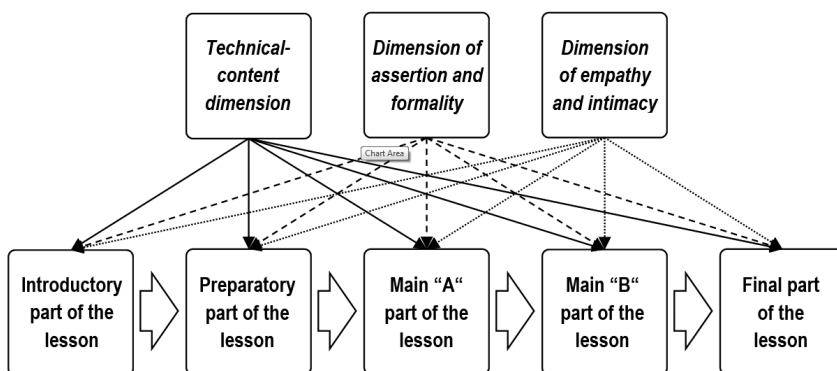 Technical-
content
dimension
Dimension of
assertion and
formality
Dimension
of empathy
and intimacy
Chart Area
Introductory
part of the
lesson
Preparatory
part of the
lesson
Main “A“
part of the
lesson
Main “B“
part of the
lesson
Final part
of the
lesson